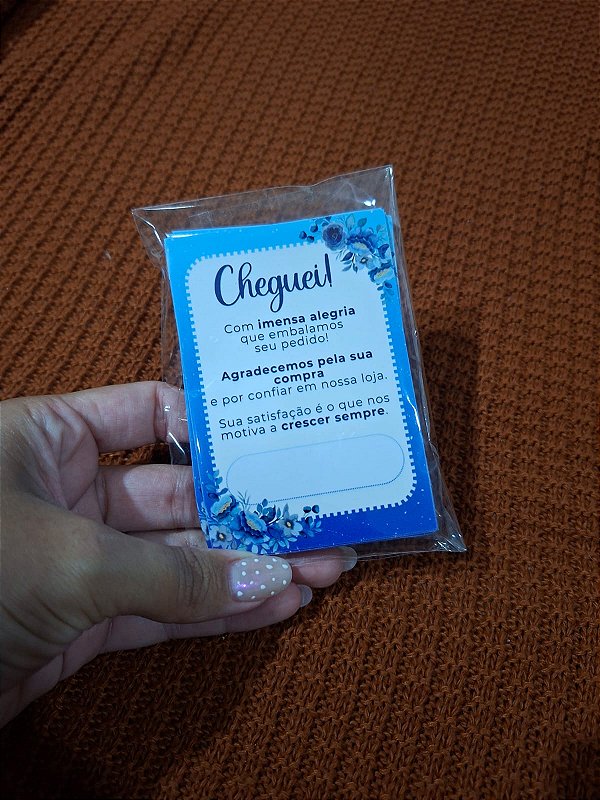 Cheguei!
Com imensa alegria
que embalamos
seu pedido!
Agradecemos pela sua
compra
e por confiar em nossa loja.
Sua satisfação é o que nos
motiva a crescer sempre.